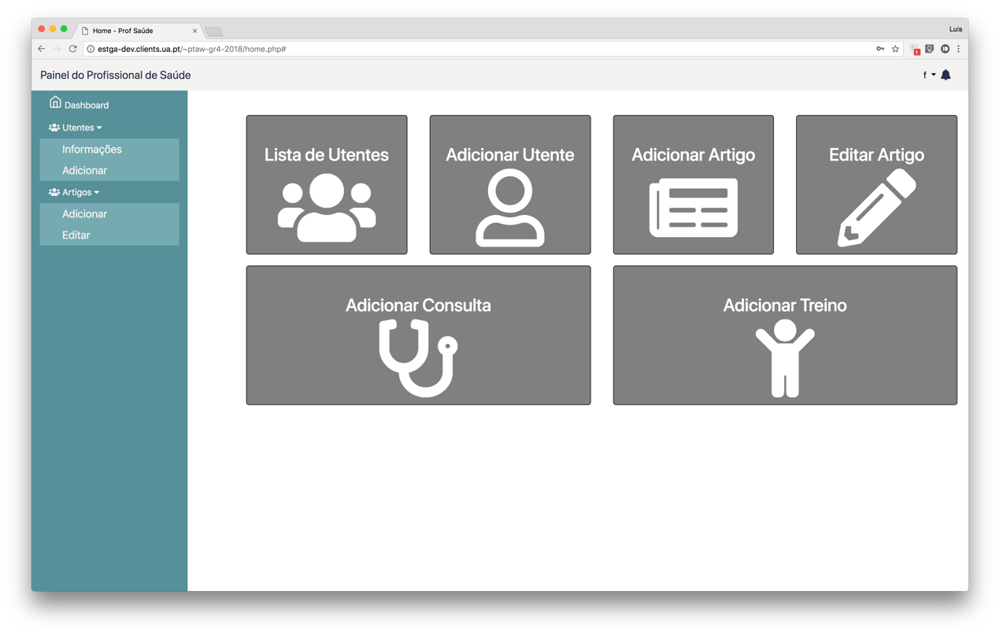 Home - Prof Saúde
Luis
estga-dev.clients.ua.pt/~ptaw-gr4-2018/home.php#
1
Painel do Profissional de Saúde
f
Dashboard
Utentes
Informações
Adicionar
Artigos
Adicionar
Editar
Lista de Utentes
Adicionar Utente
Adicionar Artigo
Editar Artigo
Adicionar Consulta
Adicionar Treino